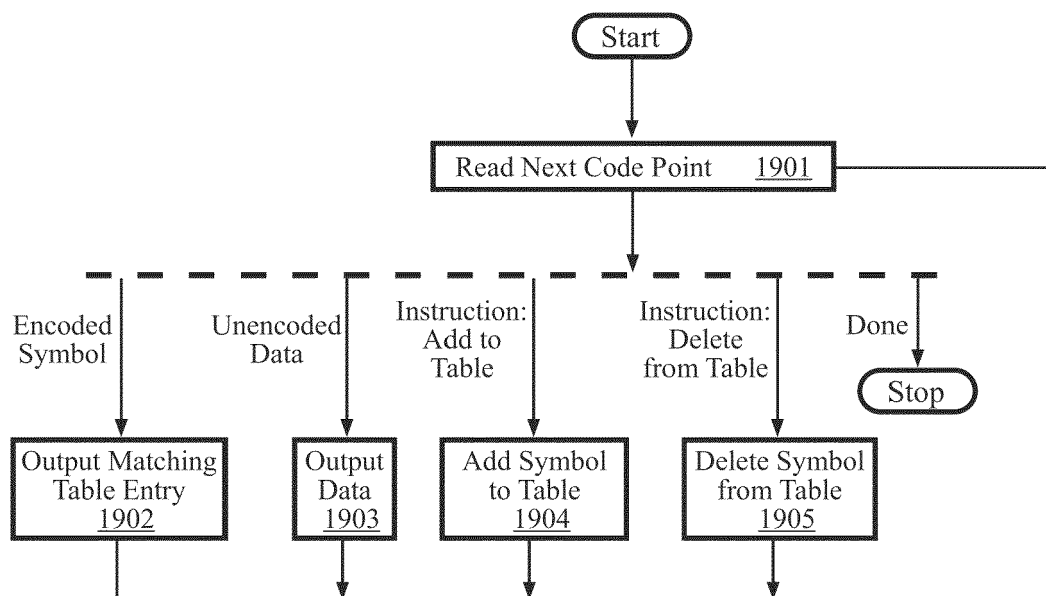 Start
Read Next Code Point 1901
Encoded
Symbol
Unencoded
Data
Instruction:
Add to
Table
Instruction:
Delete
from Table
Done
Stop
Output Matching
Table Entry
1902
Output
Data
1903
Add Symbol
to Table
1904
Delete Symbol
from Table
1905